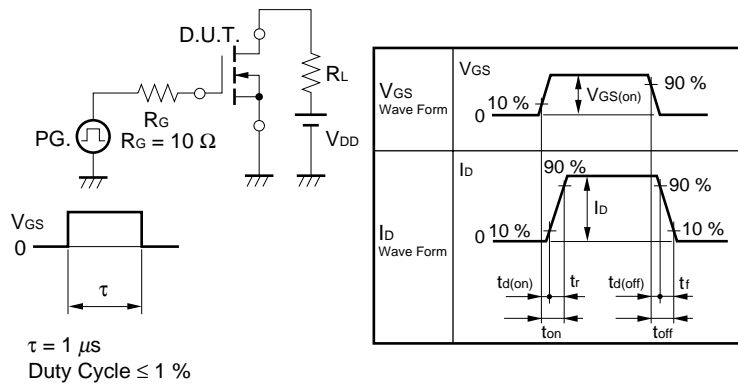 D.U.T.
RL
RG
PG.
RG = 10 Ω
VDD
VGS
0
τ
τ = 1 μs
Duty Cycle ≤ 1 %
VGS
Wave Form
VGS
10 %
0
VGS(on)
90 %
ID
Wave Form
ID
90 %
90 %
ID
0
10 %
10 %
td(on)
tr
td(off)
tf
ton
toff